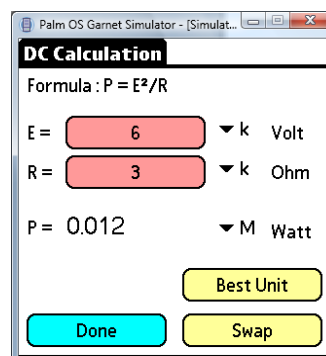 Palm OS Garnet Simulator - [Simulat...
DC Calculation
Formula : P = E²/R
E = 6 k Volt
R = 3 k Ohm
P = 0.012 M Watt
Best Unit
Done Swap